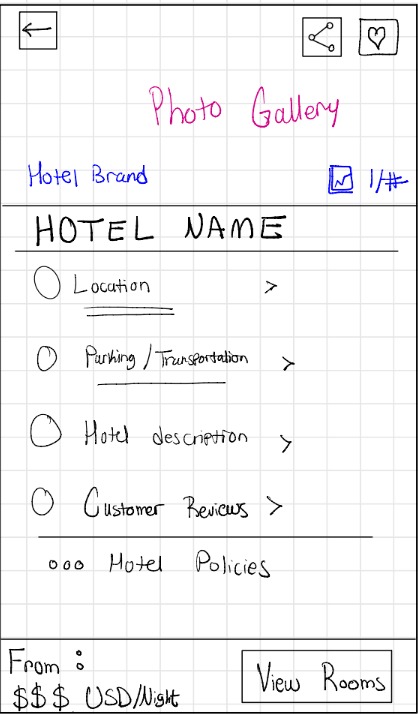 Photo Gallery
Hotel Brand 1/#
HOTEL NAME
Location >
Parking / Transportation >
Hotel description >
Customer Reviews >
ooo Hotel Policies
From :
$$$ USD/Night
View Rooms